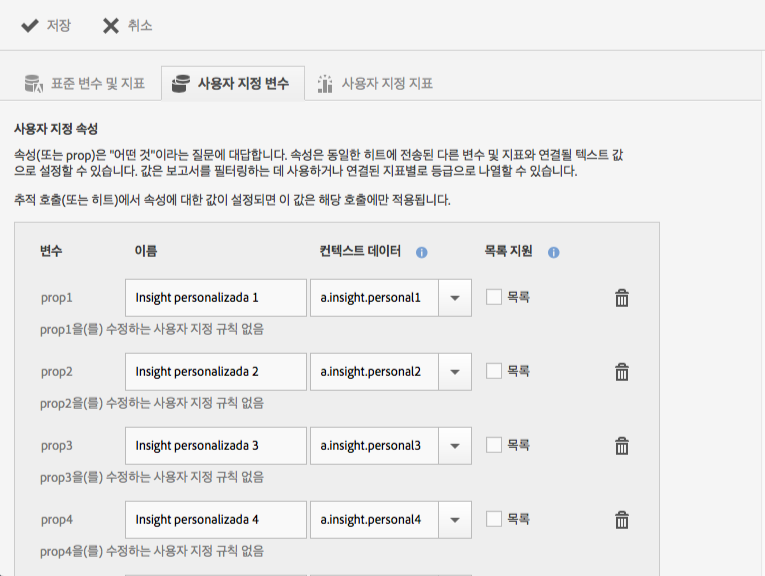 저장 취소
표준 변수 및 지표 사용자 지정 변수 사용자 지정 지표
사용자 지정 속성
속성(또는 prop)은 "어떤 것"이라는 질문에 대답합니다. 속성은 동일한 히트에 전송된 다른 변수 및 지표와 연결될 텍스트 값
으로 설정할 수 있습니다. 값은 보고서를 필터링하는 데 사용하거나 연결된 지표별로 등급으로 나열할 수 있습니다.
추적 호출(또는 히트)에서 속성에 대한 값이 설정되면 이 값은 해당 호출에만 적용됩니다.
변수 이름 컨텍스트 데이터 목록 지원
prop1 Insight personalizada 1 a.insight.personal1 목록
prop1을(를) 수정하는 사용자 지정 규칙 없음
prop2 Insight personalizada 2 a.insight.personal2 목록
prop2을(를) 수정하는 사용자 지정 규칙 없음
prop3 Insight personalizada 3 a.insight.personal3 목록
prop3을(를) 수정하는 사용자 지정 규칙 없음
prop4 Insight personalizada 4 a.insight.personal4 목록
prop4을(를) 수정하는 사용자 지정 규칙 없음